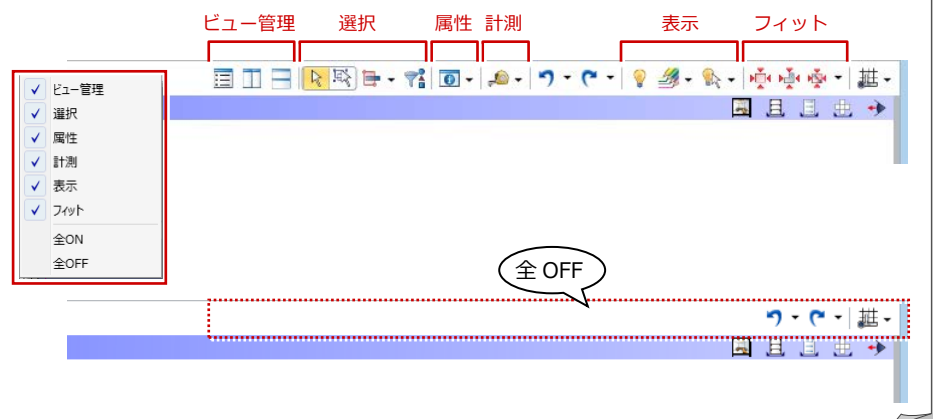 ビュー管理 選択 属性 計測 表示 フィット
ビュー管理
選択
属性
計測
表示
フィット
全ON
全OFF
全 OFF